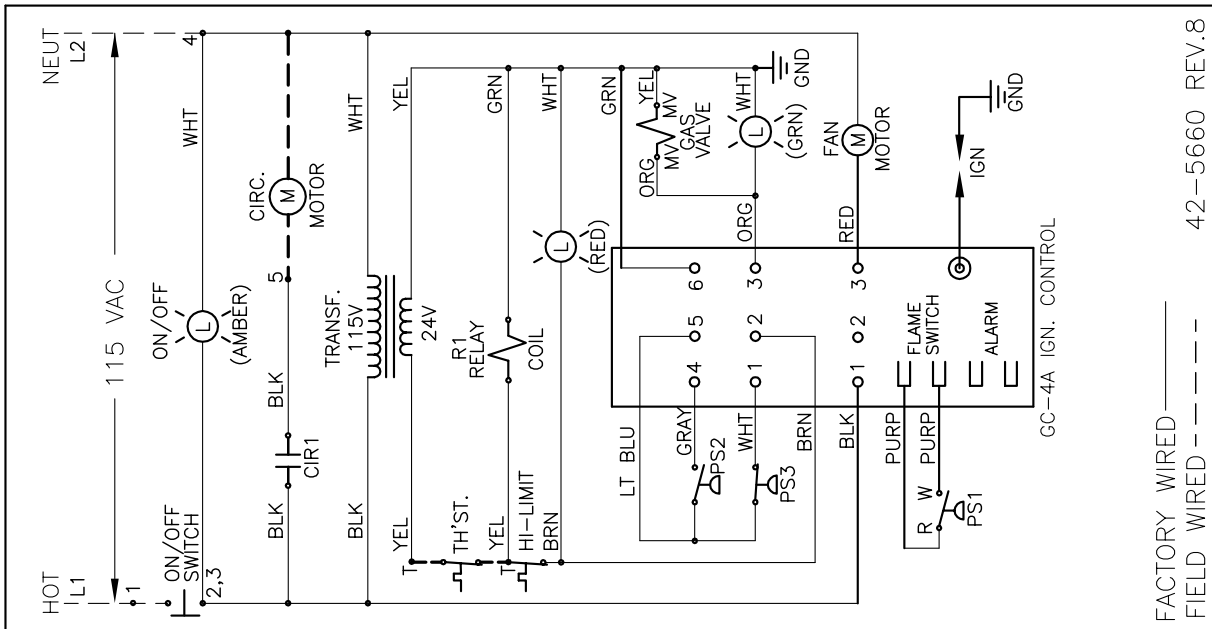 HOT
L1
115 VAC
NEUT
L2
1
ON/OFF
SWITCH
2,3
ON/OFF
L
(AMBER)
WHT
4
BLK
CIR1
BLK
5
CIRC.
M
MOTOR
BLK
TRANSF.
115V
24V
WHT
YEL
YEL
T
TH'ST.
YEL
T
R1
RELAY
COIL
GRN
HI-LIMIT
BRN
L
(RED)
WHT
LT BLU
GRAY
PS2
WHT
PS3
BRN
BLK
PURP
PURP
R
W
PS1
4
5
6
1
2
3
1
2
3
FLAME
SWITCH
ALARM
GC-4A IGN. CONTROL
GRN
ORG
MV
MV
YEL
GAS
VALVE
ORG
L
(GRN)
WHT
GND
RED
FAN
M
MOTOR
IGN
GND
FACTORY WIRED
FIELD WIRED
42-5660 REV.8